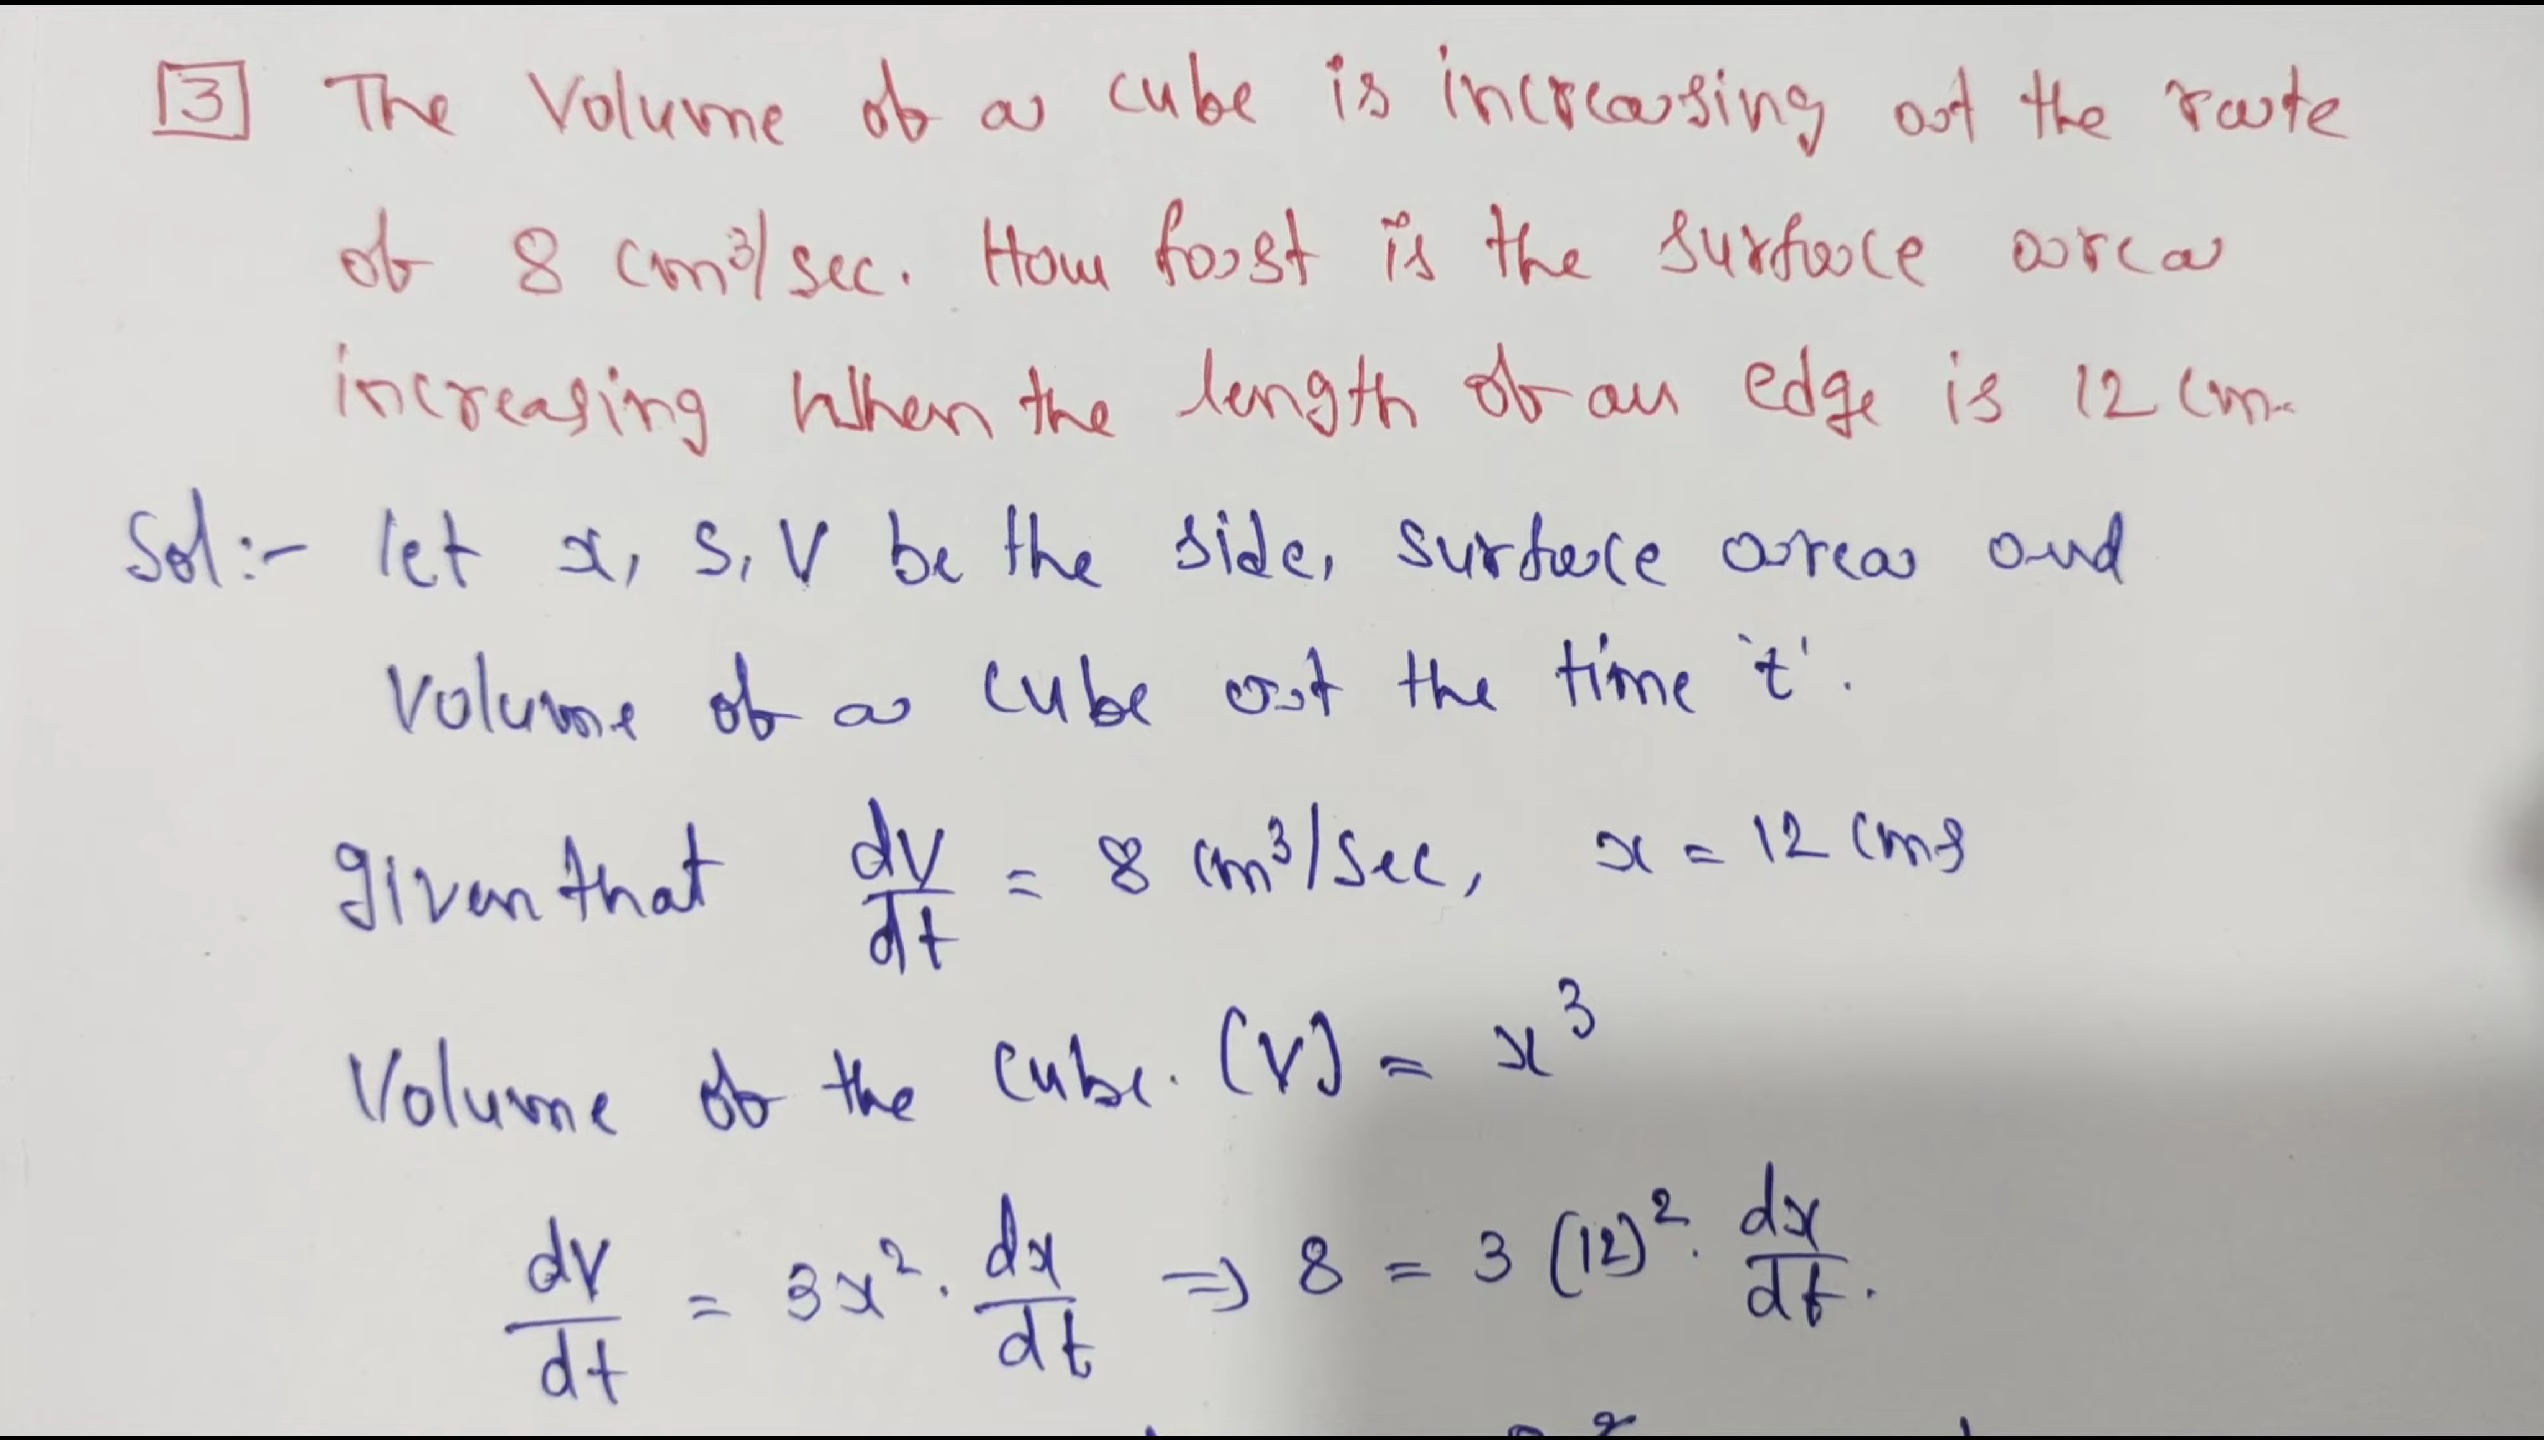 3 The Volume of a cube is increasing at the rate
of 8 cm³/sec. How fast is the surface area
increasing when the length of an edge is 12 cm.
Sol:- let x, S, V be the side, surface area and
Volume of a cube at the time 't'.
given that dV/dt = 8 cm³/sec, x = 12 cms
Volume of the cube. (V) = x³
dV/dt = 3x² . dx/dt ⇒ 8 = 3 (12)² . dx/dt.